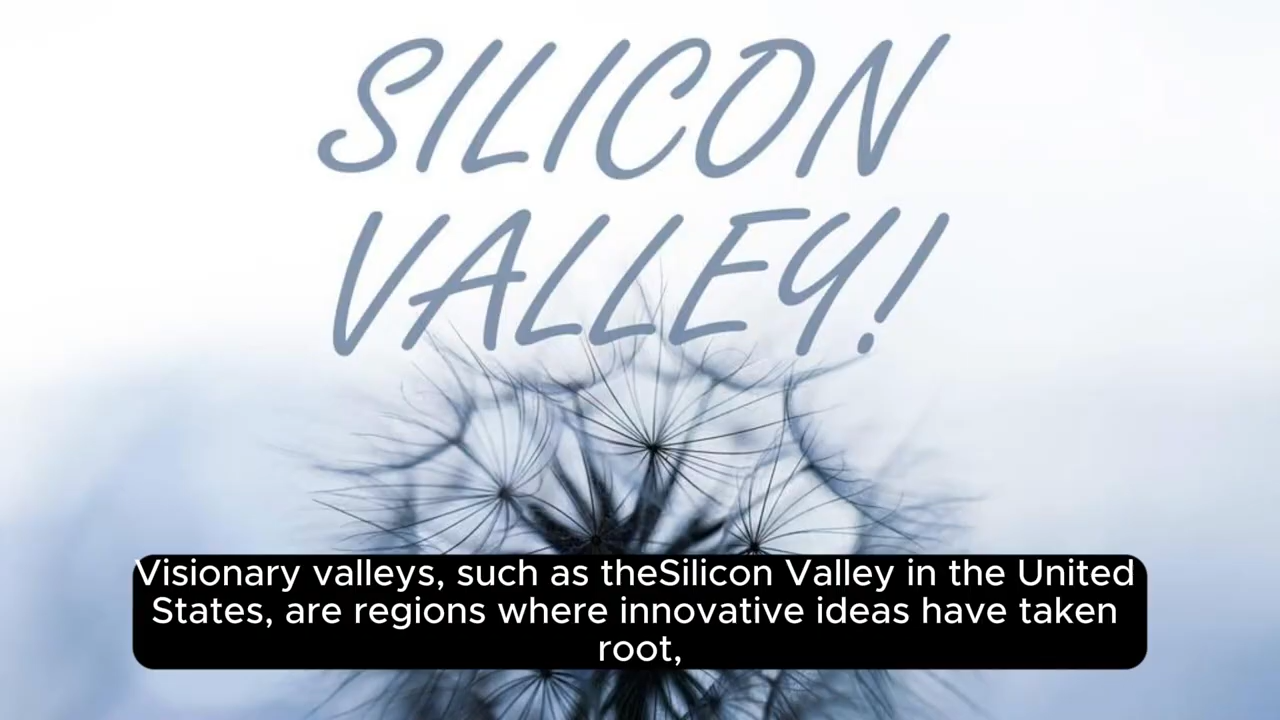 SILICON
VALLEY!
Visionary valleys, such as theSilicon Valley in the United
States, are regions where innovative ideas have taken
root,